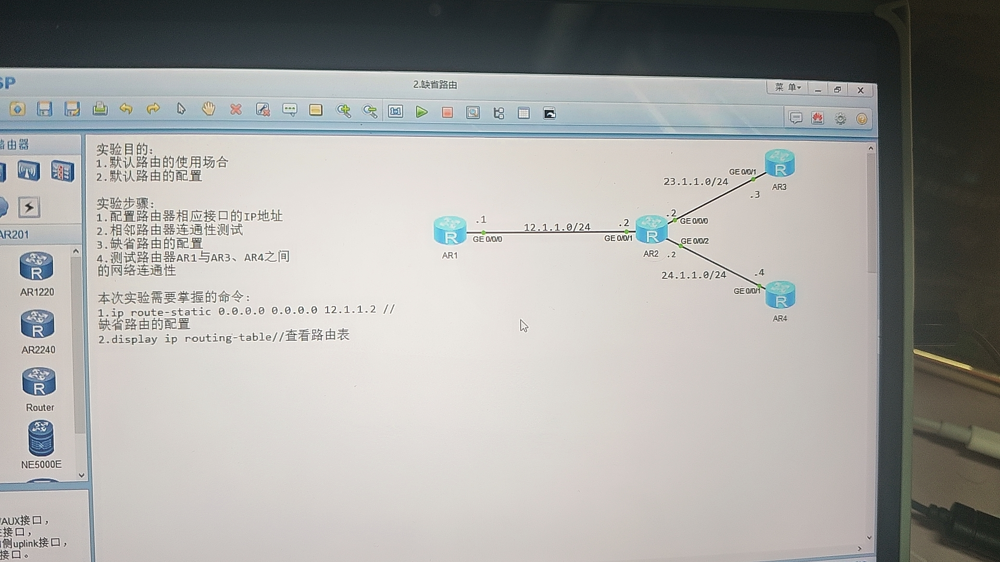 SP
2.缺省路由
菜 单
路由器
AR201
AR1220
AR2240
Router
NE5000E
/AUX接口,
接口,
侧uplink接口,
接口。
实验目的:
1.默认路由的使用场合
2.默认路由的配置
实验步骤:
1.配置路由器相应接口的IP地址
2.相邻路由器连通性测试
3.缺省路由的配置
4.测试路由器AR1与AR3、AR4之间
的网络连通性
本次实验需要掌握的命令:
1.ip route-static 0.0.0.0 0.0.0.0 12.1.1.2 //
缺省路由的配置
2.display ip routing-table//查看路由表
R
AR1
.1
GE 0/0/0
12.1.1.0/24
.2
GE 0/0/1
R
AR2
.2
GE 0/0/0
23.1.1.0/24
GE 0/0/1
.3
R
AR3
GE 0/0/2
.2
24.1.1.0/24
.4
GE 0/0/1
R
AR4